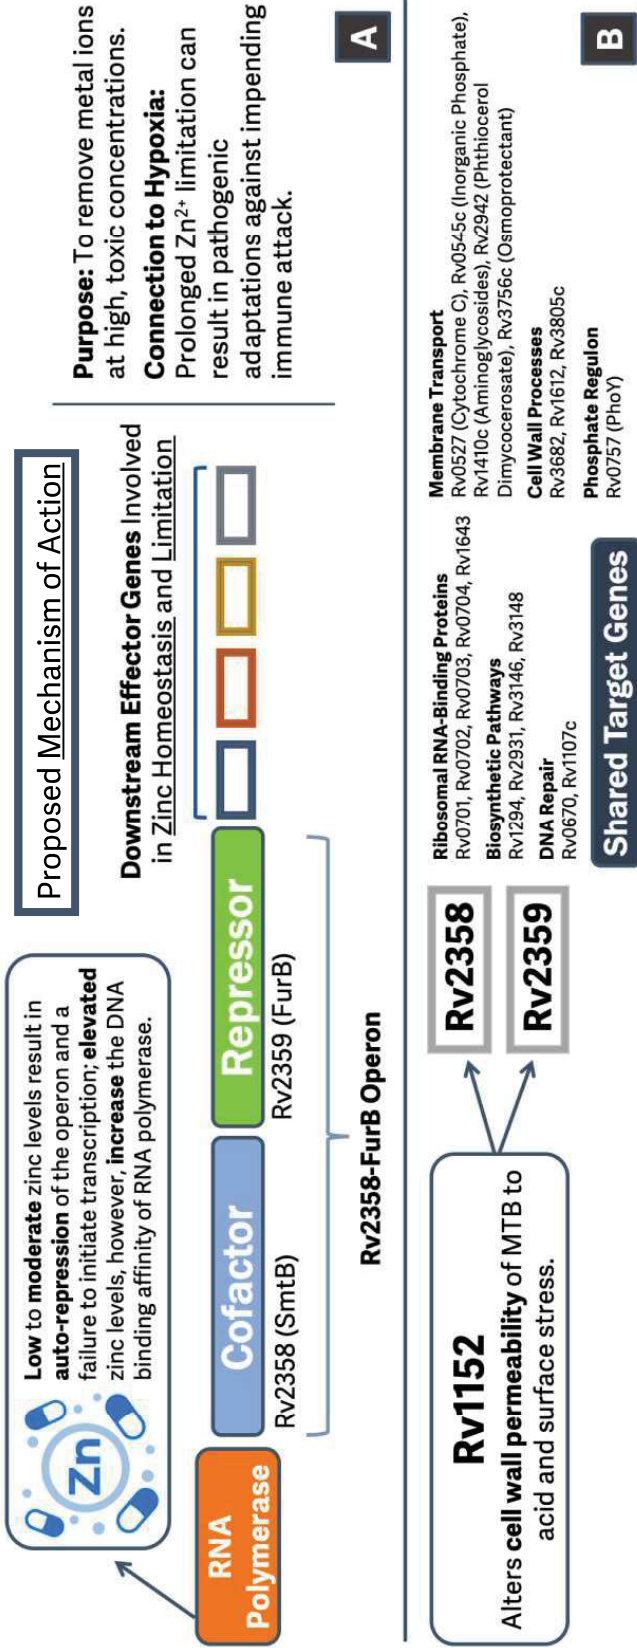 Proposed Mechanism of Action
Low to moderate zinc levels result in
auto-repression of the operon and a
failure to initiate transcription; elevated
zinc levels, however, increase the DNA
binding affinity of RNA polymerase.
Zn
RNA
Polymerase
Cofactor
Rv2358 (SmtB)
Repressor
Rv2359 (FurB)
Rv2358-FurB Operon
Downstream Effector Genes Involved
in Zinc Homeostasis and Limitation
Purpose: To remove metal ions
at high, toxic concentrations.
Connection to Hypoxia:
Prolonged Zn²⁺ limitation can
result in pathogenic
adaptations against impending
immune attack.
A
Rv1152
Alters cell wall permeability of MTB to
acid and surface stress.
Rv2358
Rv2359
Ribosomal RNA-Binding Proteins
Rv0701, Rv0702, Rv0703, Rv0704, Rv1643
Biosynthetic Pathways
Rv1294, Rv2931, Rv3146, Rv3148
DNA Repair
Rv0670, Rv1107c
Membrane Transport
Rv0527 (Cytochrome C), Rv0545c (Inorganic Phosphate),
Rv1410c (Aminoglycosides), Rv2942 (Phthiocerol
Dimycocerosate), Rv3756c (Osmoprotectant)
Cell Wall Processes
Rv3682, Rv1612, Rv3805c
Phosphate Regulon
Rv0757 (PhoY)
Shared Target Genes
B